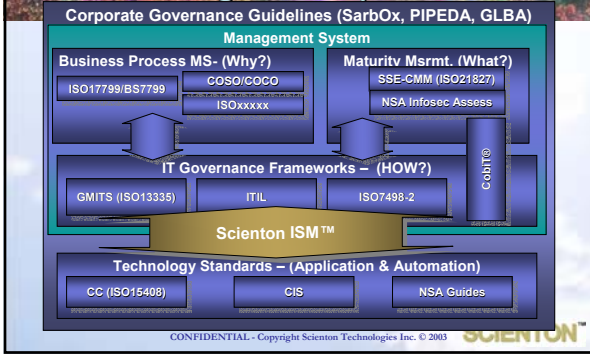 Corporate Governance Guidelines (SarbOx, PIPEDA, GLBA)
Management System
Business Process MS- (Why?)
ISO17799/BS7799
COSO/COCO
ISOxxxxx
Maturity Msrmt. (What?)
SSE-CMM (ISO21827)
NSA Infosec Assess
CobiT®
IT Governance Frameworks – (HOW?)
GMITS (ISO13335)
ITIL
ISO7498-2
Scienton ISM™
Technology Standards – (Application & Automation)
CC (ISO15408)
CIS
NSA Guides
CONFIDENTIAL - Copyright Scienton Technologies Inc. © 2003
SCIENTON™